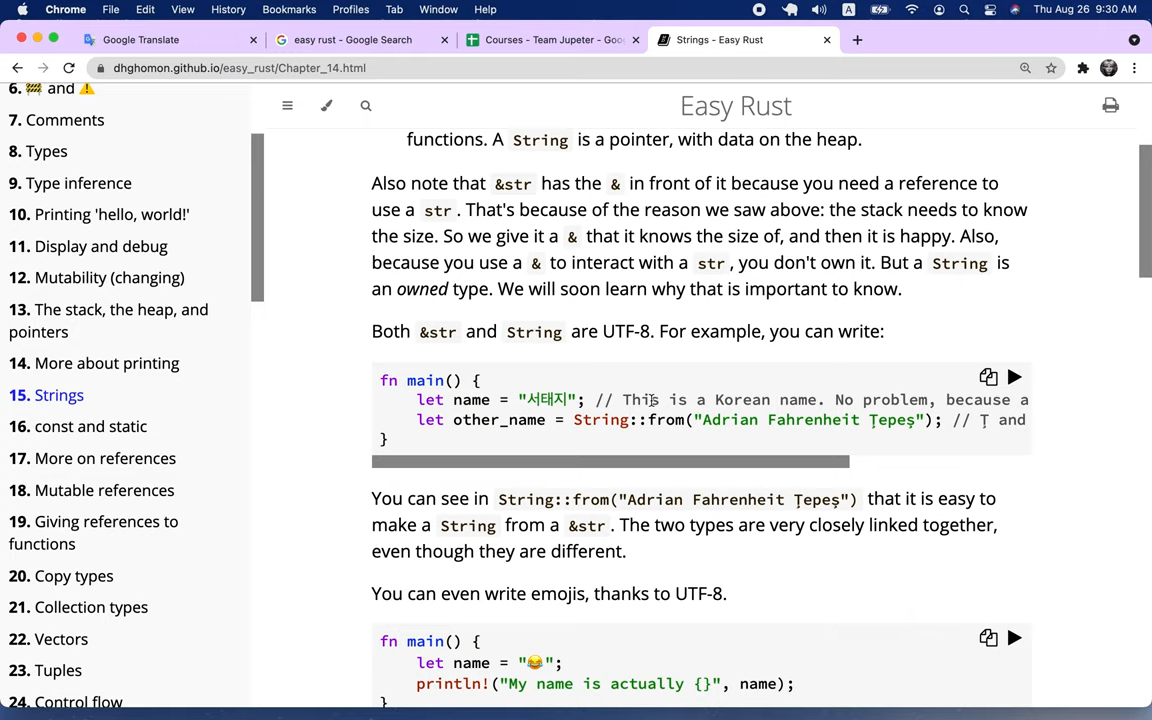 Chrome File Edit View History Bookmarks Profiles Tab Window Help A Thu Aug 26 9:30 AM
Google Translate × easy rust - Google Search × Courses - Team Jupeter - Goo × Strings - Easy Rust × +
dhghomon.github.io/easy_rust/Chapter_14.html
6. 🚧 and ⚠️
7. Comments
8. Types
9. Type inference
10. Printing 'hello, world!'
11. Display and debug
12. Mutability (changing)
13. The stack, the heap, and
pointers
14. More about printing
15. Strings
16. const and static
17. More on references
18. Mutable references
19. Giving references to
functions
20. Copy types
21. Collection types
22. Vectors
23. Tuples
24. Control flow
Easy Rust
functions. A String is a pointer, with data on the heap.
Also note that &str has the & in front of it because you need a reference to
use a str . That's because of the reason we saw above: the stack needs to know
the size. So we give it a & that it knows the size of, and then it is happy. Also,
because you use a & to interact with a str , you don't own it. But a String is
an owned type. We will soon learn why that is important to know.
Both &str and String are UTF-8. For example, you can write:
fn main() {
let name = "서태지"; // This is a Korean name. No problem, because a
let other_name = String::from("Adrian Fahrenheit Țepeș"); // Ț and
}
You can see in String::from("Adrian Fahrenheit Țepeș") that it is easy to
make a String from a &str . The two types are very closely linked together,
even though they are different.
You can even write emojis, thanks to UTF-8.
fn main() {
let name = "😂";
println!("My name is actually {}", name);
}